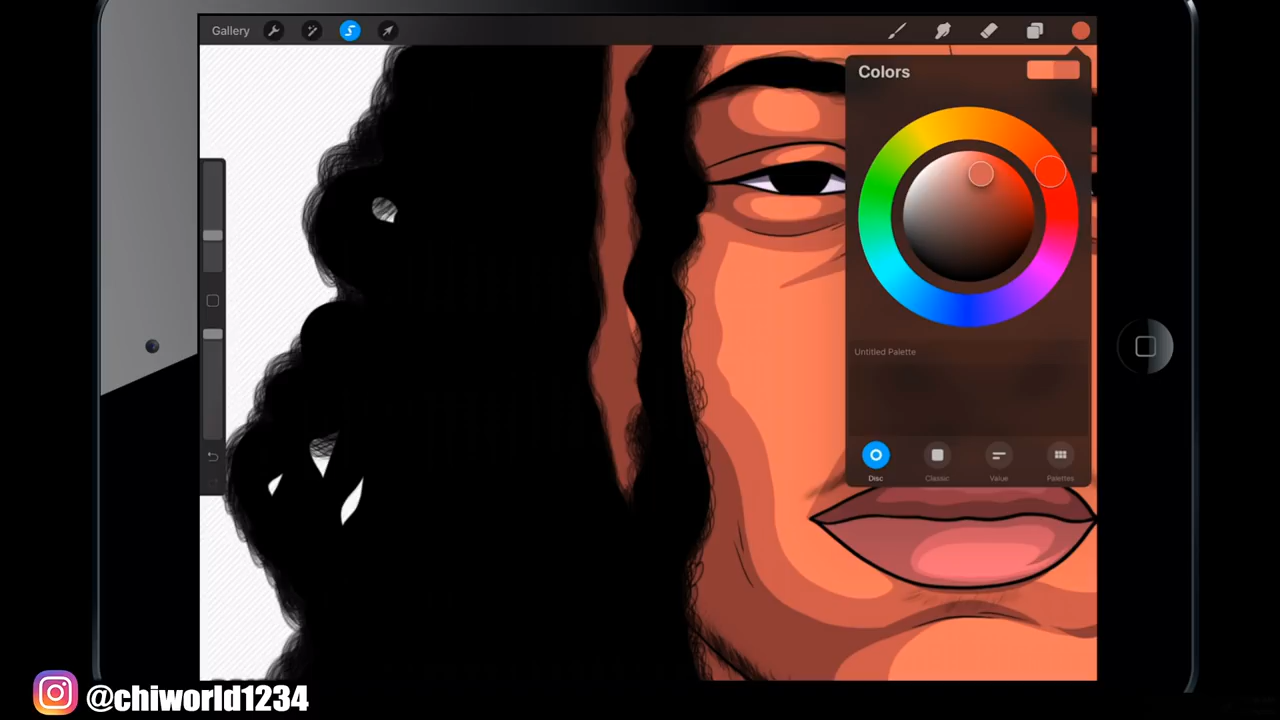 Gallery
Colors
Untitled Palette
Disc
Classic
Value
Palettes
@chiworld1234